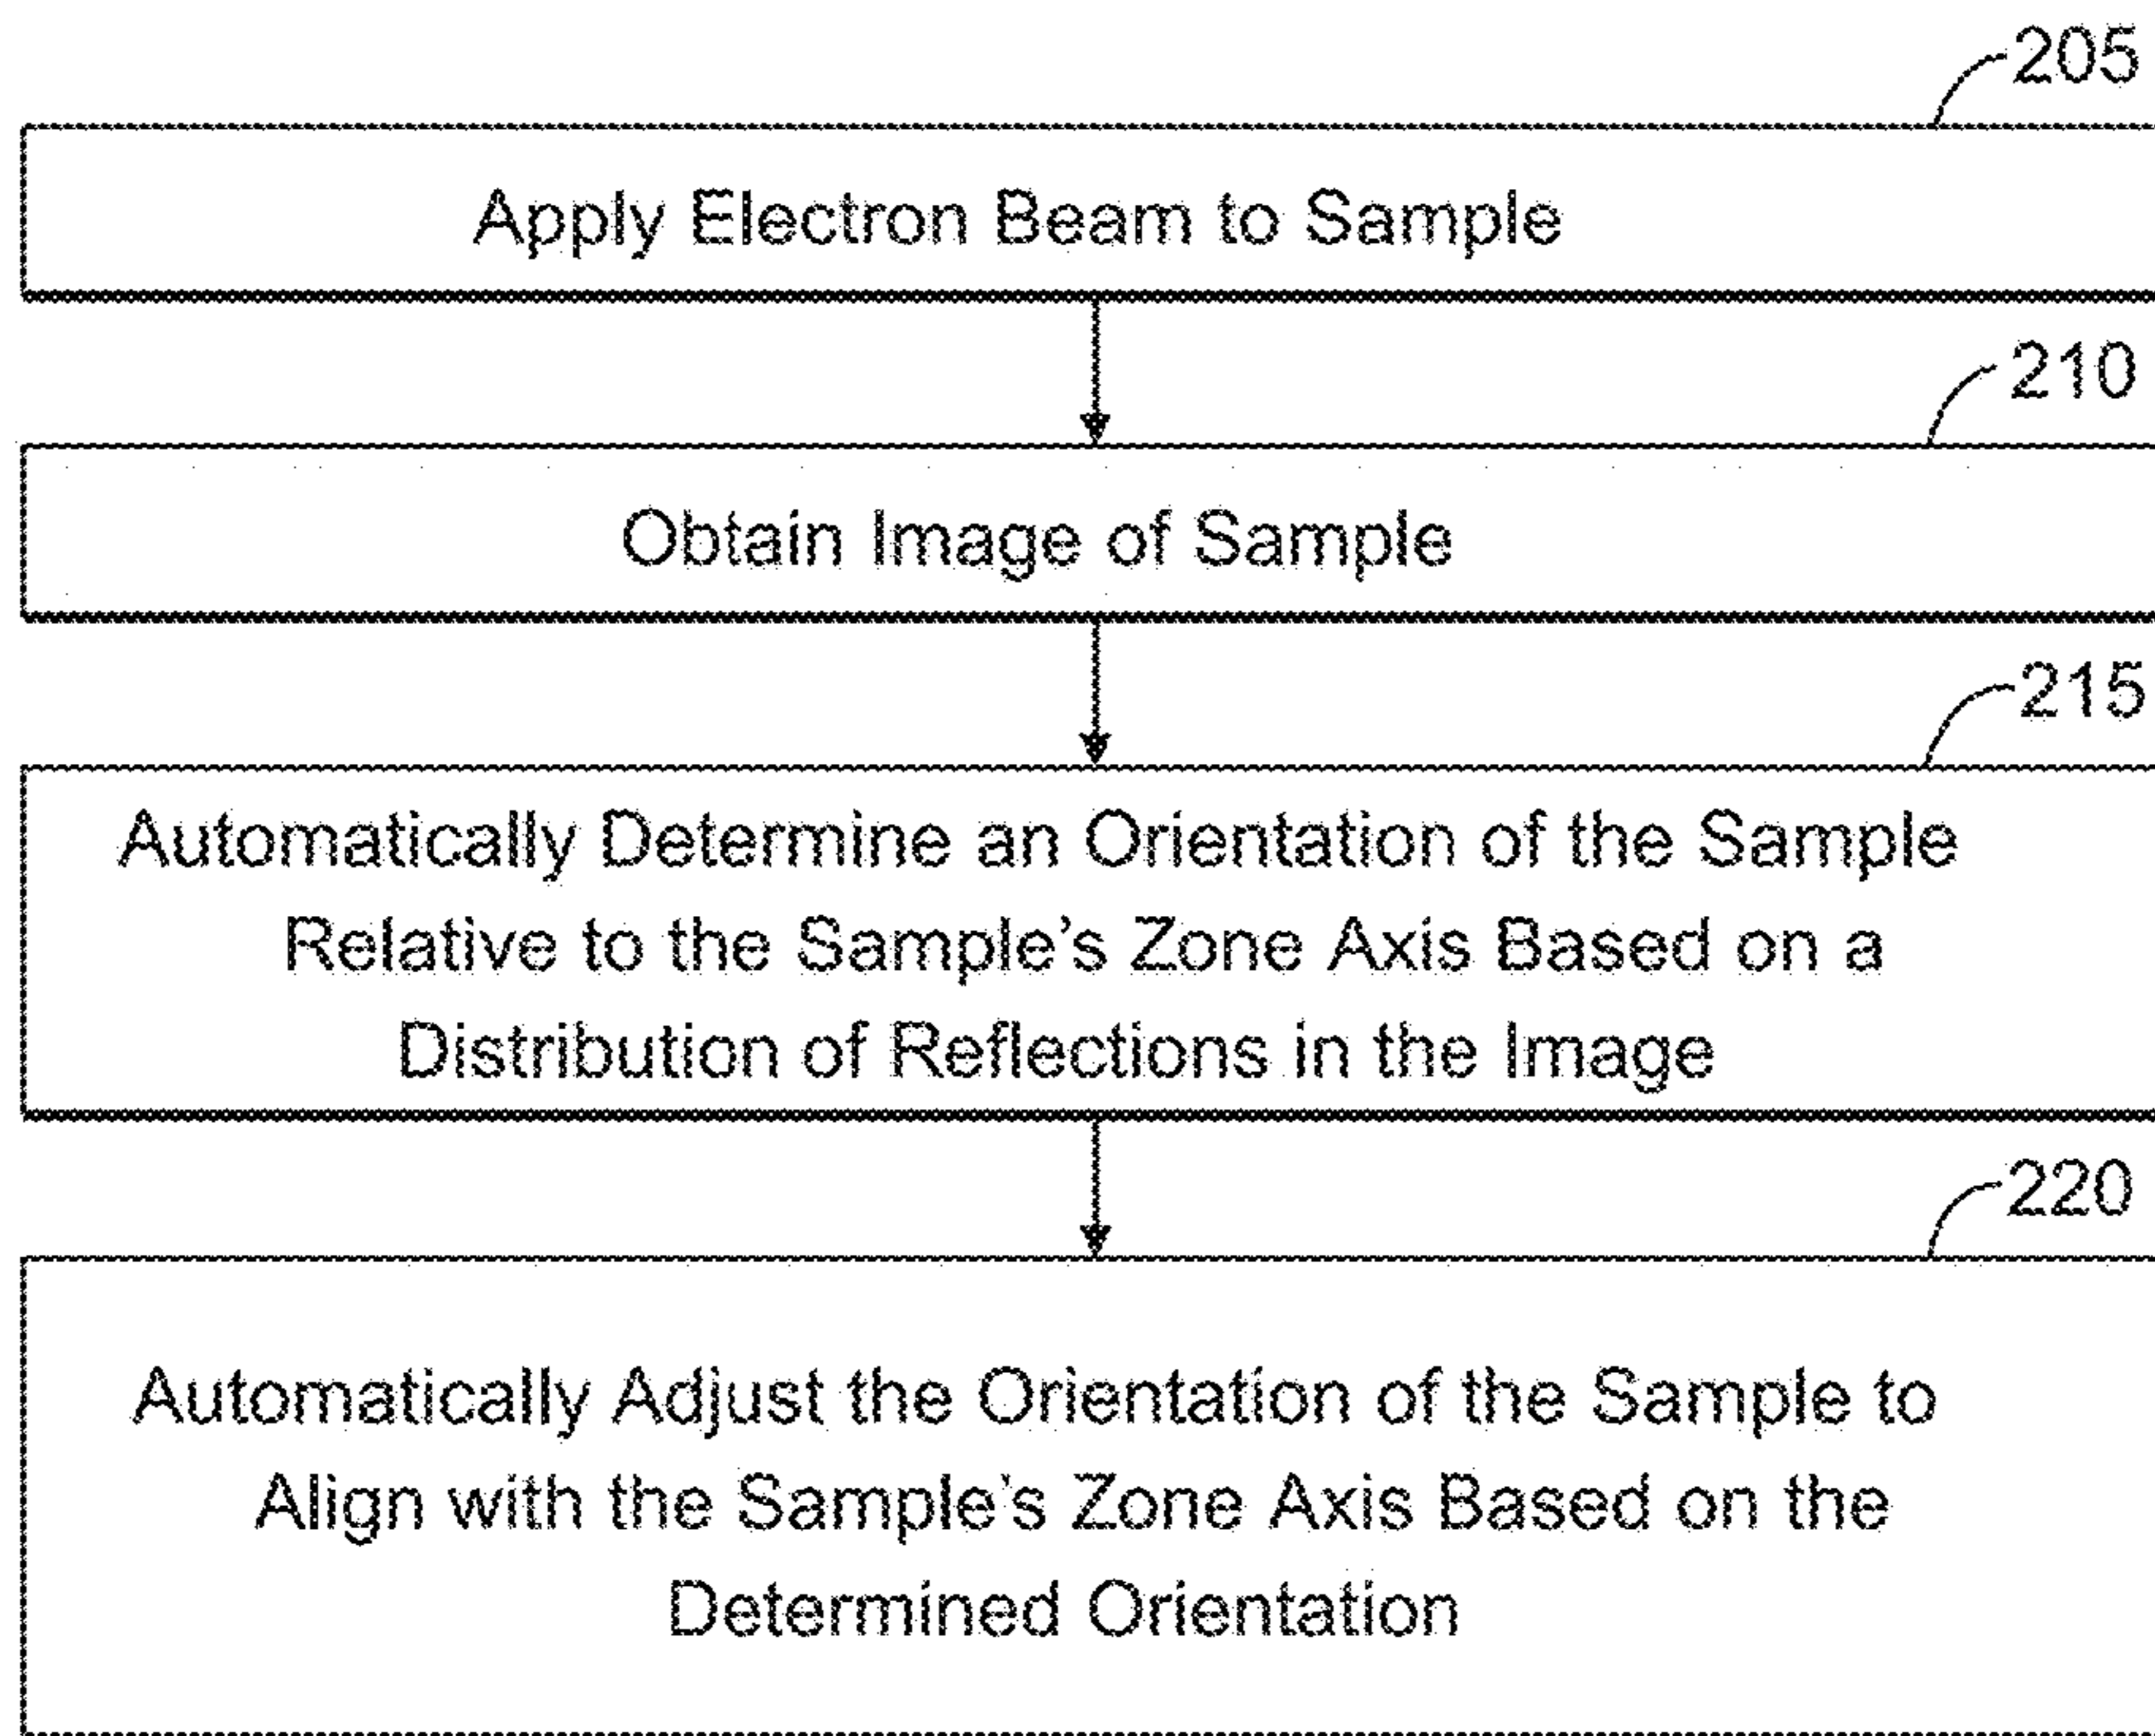 205
Apply Electron Beam to Sample
210
Obtain Image of Sample
215
Automatically Determine an Orientation of the Sample
Relative to the Sample's Zone Axis Based on a
Distribution of Reflections in the Image
220
Automatically Adjust the Orientation of the Sample to
Align with the Sample's Zone Axis Based on the
Determined Orientation